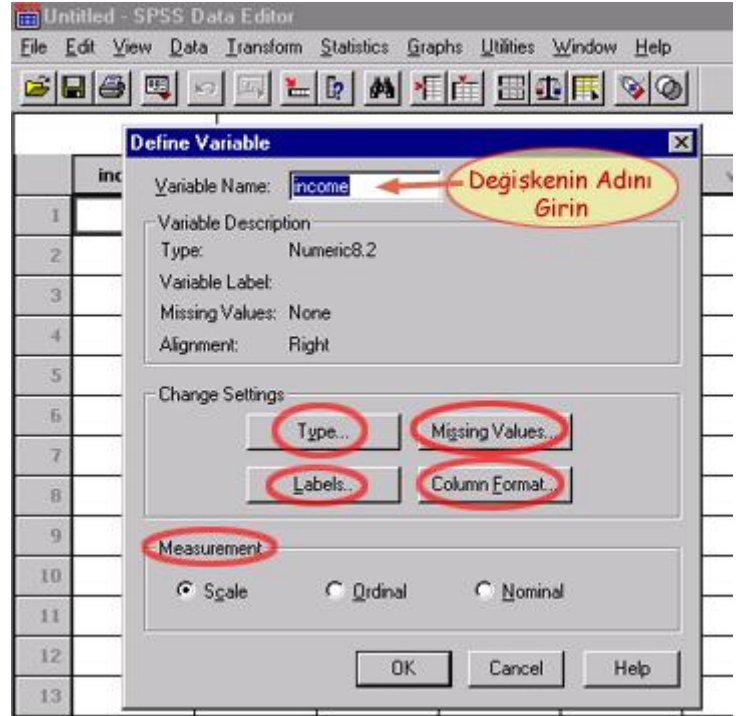 Untitled - SPSS Data Editor
File Edit View Data Transform Statistics Graphs Utilities Window Help
Define Variable
inc
Variable Name: income
Değişkenin Adını
Girin
1
Variable Description
2
Type: Numeric8.2
Variable Label:
3
Missing Values: None
4
Alignment: Right
5
Change Settings
6
Type... Missing Values...
7
8
Labels.. Column Format...
9
Measurement
10
Scale Ordinal Nominal
11
12
OK Cancel Help
13